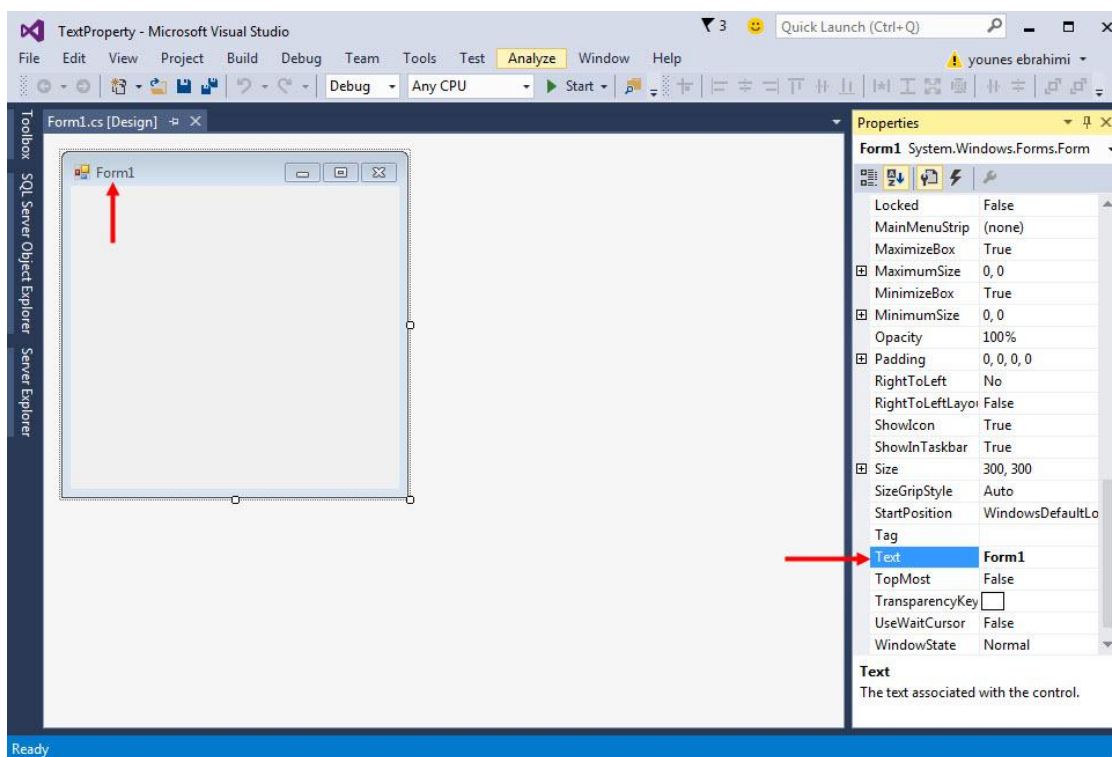 TextProperty - Microsoft Visual Studio
3
Quick Launch (Ctrl+Q)
File Edit View Project Build Debug Team Tools Test Analyze Window Help
younes ebrahimi
Debug
Any CPU
Start
Toolbox
SQL Server Object Explorer
Server Explorer
Form1.cs [Design]
Form1
Properties
Form1 System.Windows.Forms.Form
Locked False
MainMenuStrip (none)
MaximizeBox True
MaximumSize 0, 0
MinimizeBox True
MinimumSize 0, 0
Opacity 100%
Padding 0, 0, 0, 0
RightToLeft No
RightToLeftLayou False
ShowIcon True
ShowInTaskbar True
Size 300, 300
SizeGripStyle Auto
StartPosition WindowsDefaultLo
Tag
Text Form1
TopMost False
TransparencyKey
UseWaitCursor False
WindowState Normal
Text
The text associated with the control.
Ready